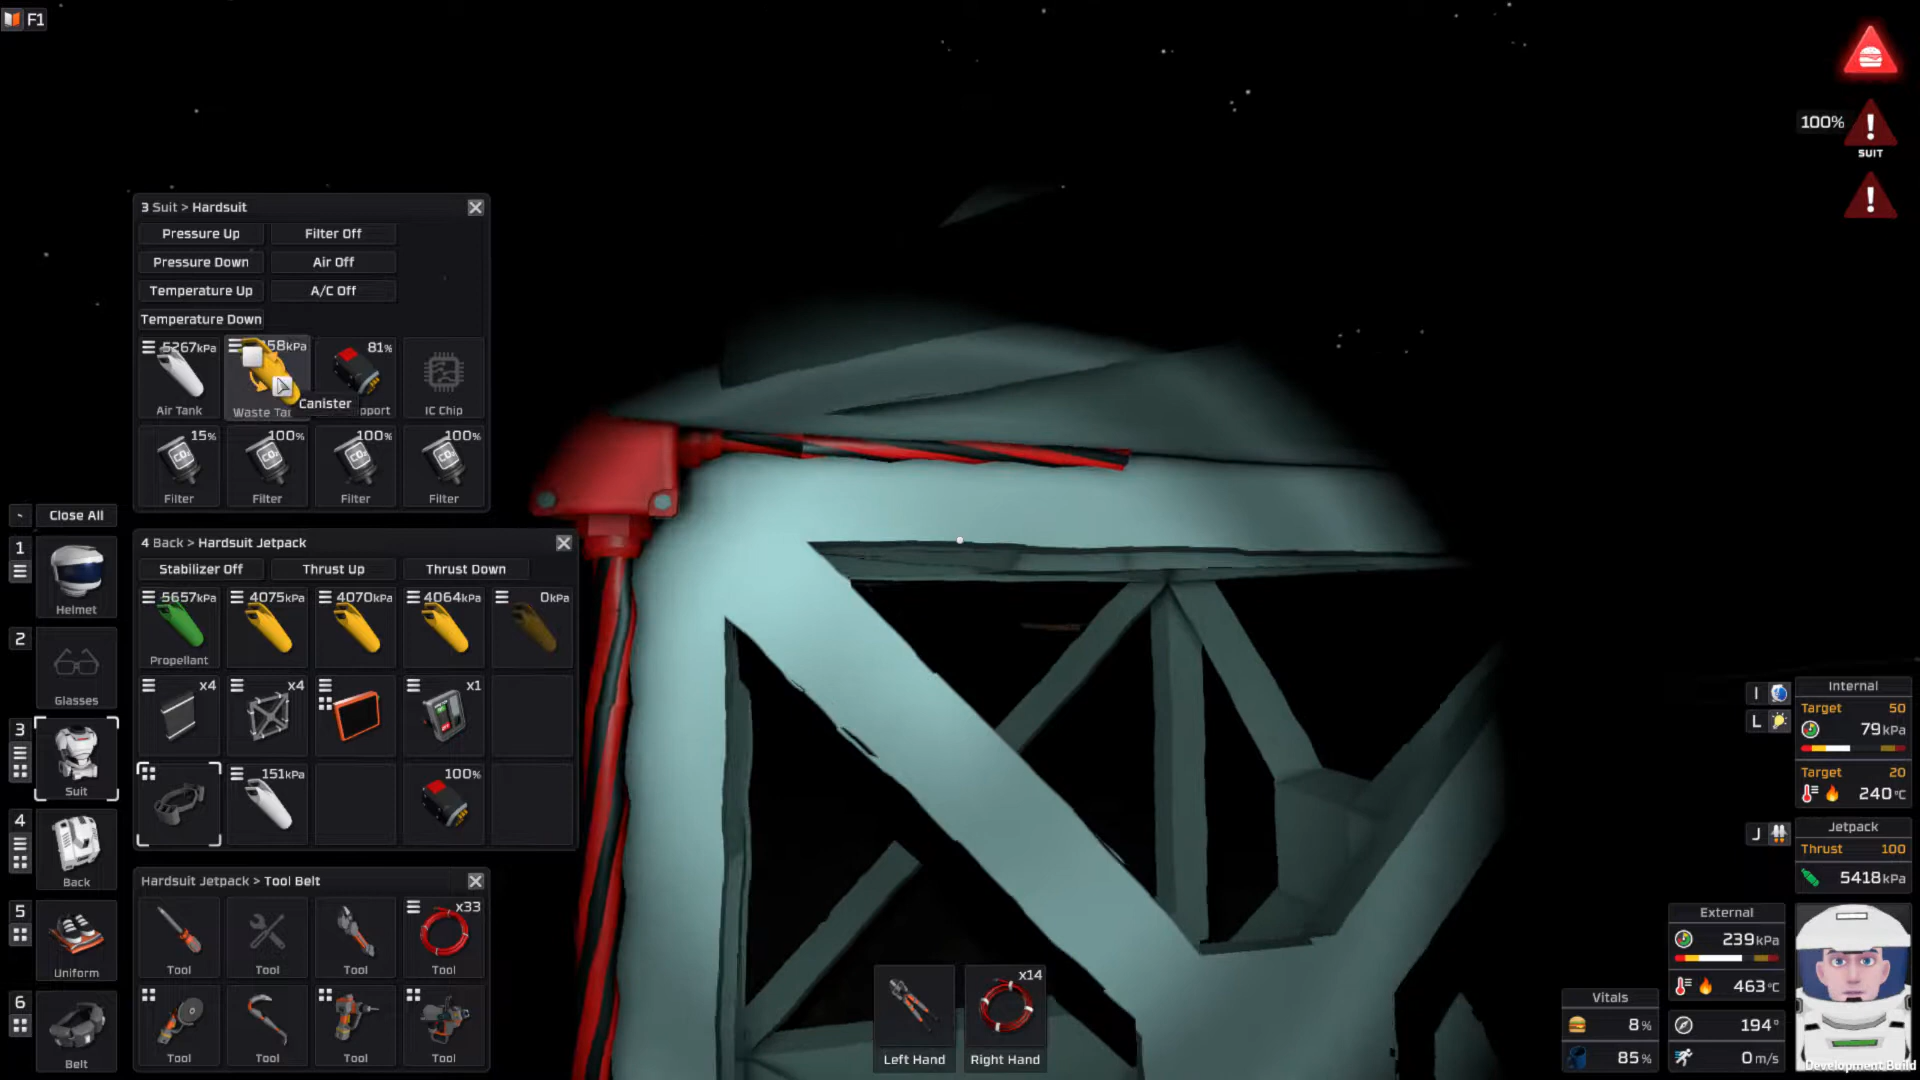 F1
100%
SUIT
3 Suit > Hardsuit
Pressure Up
Filter Off
Pressure Down
Air Off
Temperature Up
A/C Off
Temperature Down
5267kPa
58kPa
81%
Air Tank
Waste Ta
Canister
pport
IC Chip
15%
100%
100%
100%
CO₂
CO₂
CO₂
CO₂
Filter
Filter
Filter
Filter
~
Close All
4 Back > Hardsuit Jetpack
Stabilizer Off
Thrust Up
Thrust Down
5657kPa
4075kPa
4070kPa
4064kPa
0kPa
Propellant
x4
x4
x1
151kPa
100%
Hardsuit Jetpack > Tool Belt
x33
Tool
Tool
Tool
Tool
Tool
Tool
Tool
Tool
1
Helmet
2
Glasses
3
Suit
4
Back
5
Uniform
6
Belt
x14
Left Hand
Right Hand
I
Internal
Target 50
L
79kPa
Target 20
240°C
J
Jetpack
Thrust 100
5418kPa
External
239kPa
463°C
Vitals
8%
194°
85%
0m/s
Development Build